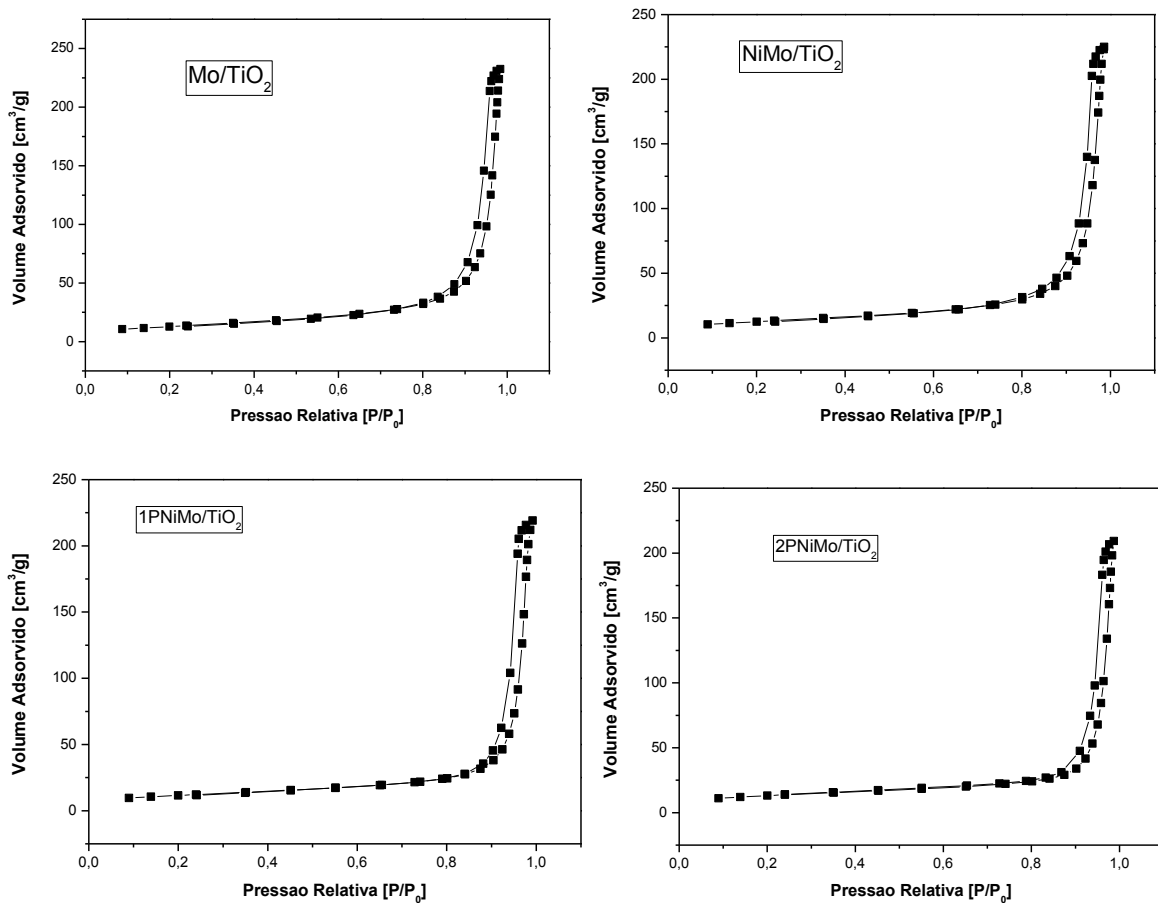 Mo/TiO₂
250
200
150
100
50
0
Volume Adsorvido [cm³/g]
0,0 0,2 0,4 0,6 0,8 1,0
Pressao Relativa [P/P₀]
NiMo/TiO₂
250
200
150
100
50
0
Volume Adsorvido [cm³/g]
0,0 0,2 0,4 0,6 0,8 1,0
Pressao Relativa [P/P₀]
1PNiMo/TiO₂
250
200
150
100
50
0
Volume Adsorvido [cm³/g]
0,0 0,2 0,4 0,6 0,8 1,0
Pressao Relativa [P/P₀]
2PNiMo/TiO₂
250
200
150
100
50
0
Volume Adsorvido [cm³/g]
0,0 0,2 0,4 0,6 0,8 1,0
Pressao Relativa [P/P₀]